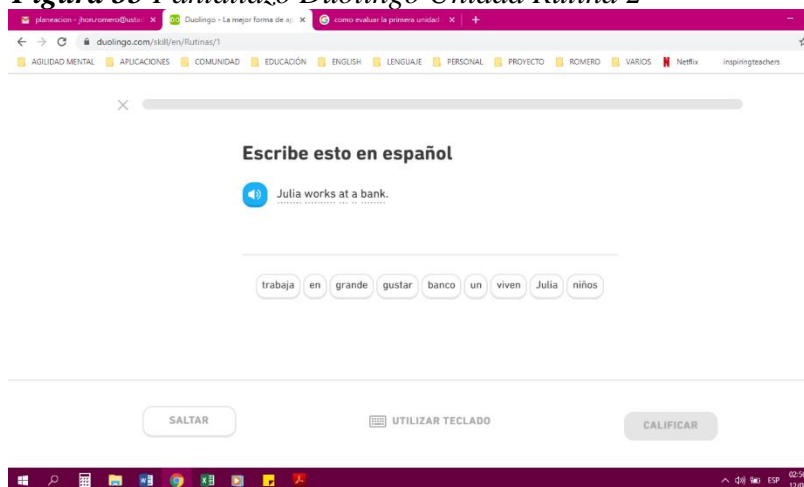 Figura 35 Pantallazo Duolingo Unidad Rutina 2
planeacion - jhon.romero@usta
Duolingo - La mejor forma de ap
como evaluar la primera unidad
duolingo.com/skill/en/Rutinas/1
AGILIDAD MENTAL APLICACIONES COMUNIDAD EDUCACIÓN ENGLISH LENGUAJE PERSONAL PROYECTO ROMERO VARIOS Netflix inspiringteachers
Escribe esto en español
Julia works at a bank.
trabaja en grande gustar banco un viven Julia niños
SALTAR UTILIZAR TECLADO CALIFICAR
ESP